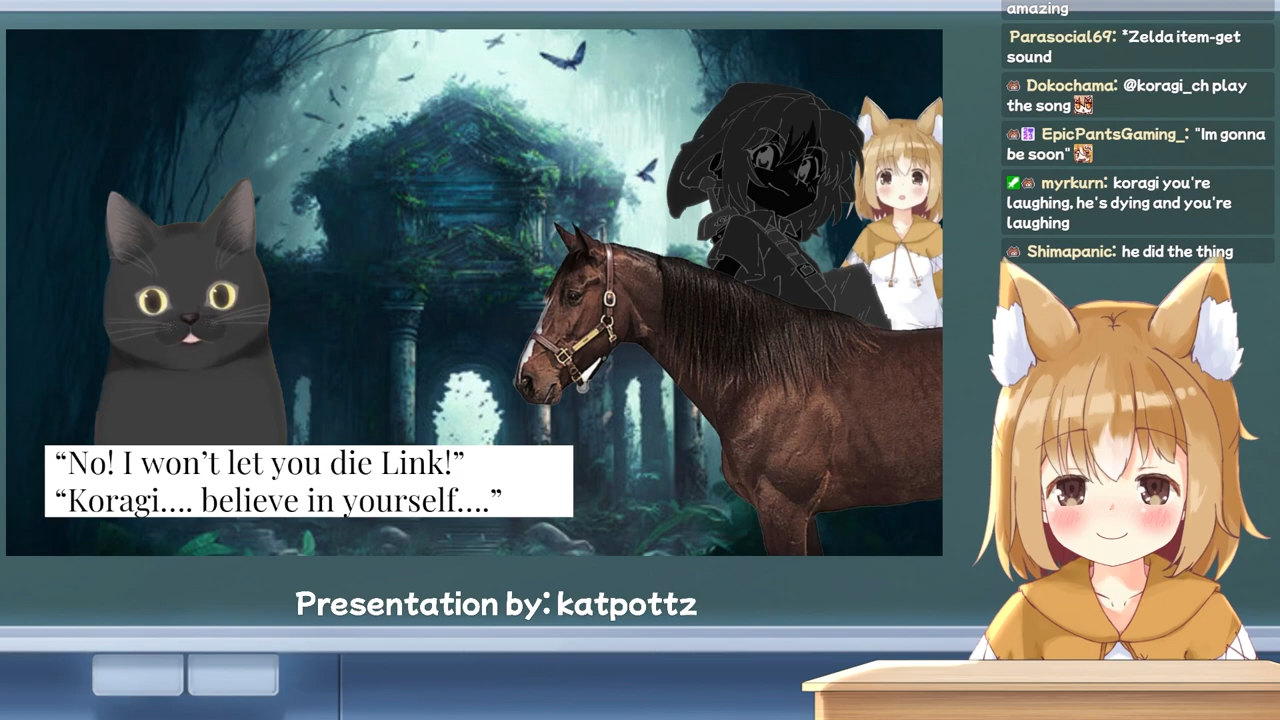 “No! I won’t let you die Link!”
“Koragi.... believe in yourself....”
Presentation by: katpottz
amazing
Parasocial69: *Zelda item-get
sound
Dokochama: @koragi_ch play
the song
EpicPantsGaming_: "Im gonna
be soon"
myrkurn: koragi you're
laughing, he's dying and you're
laughing
Shimapanic: he did the thing